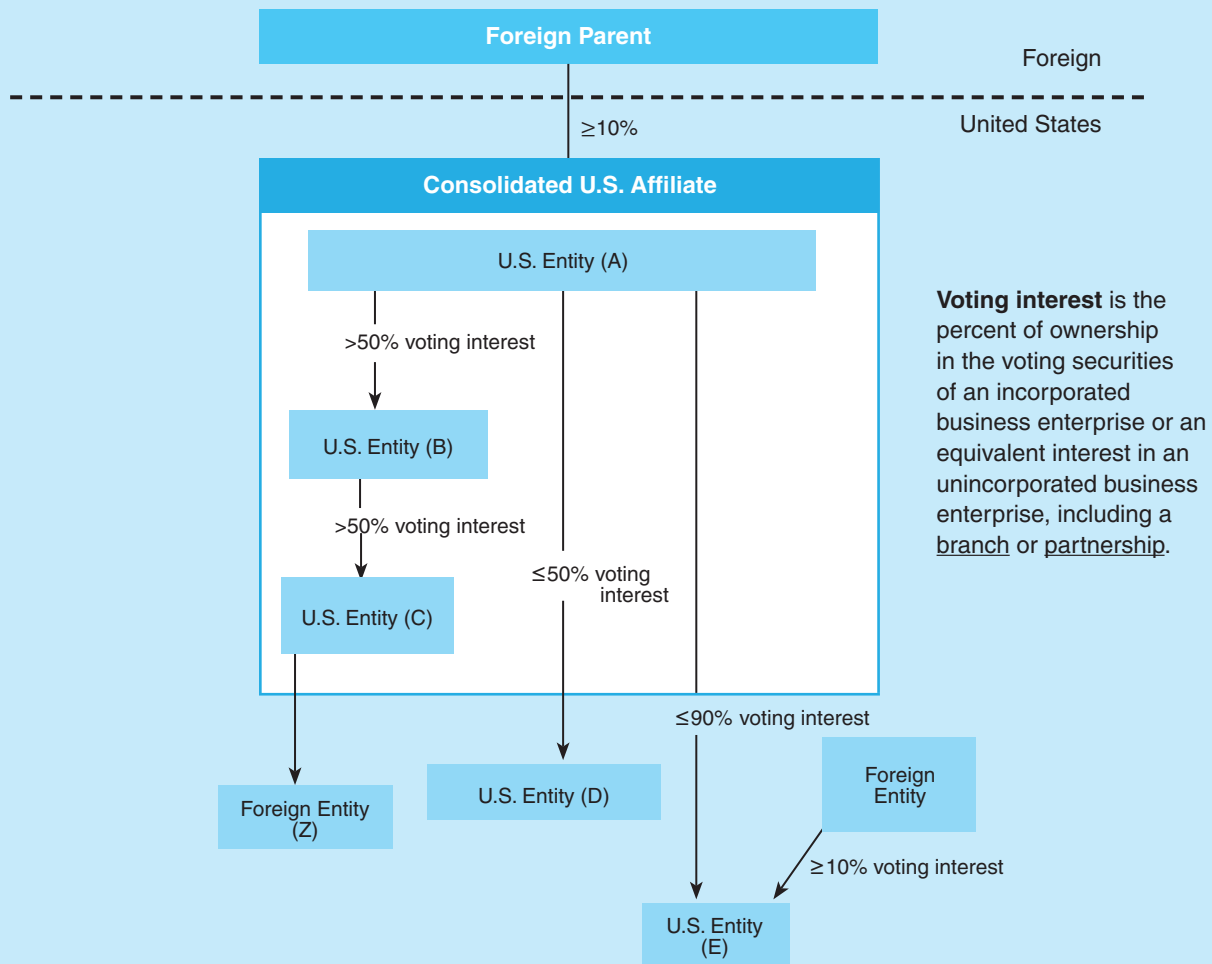 Foreign Parent
Foreign
United States
≥10%
Consolidated U.S. Affiliate
U.S. Entity (A)
>50% voting interest
U.S. Entity (B)
>50% voting interest
U.S. Entity (C)
≤50% voting
interest
≤90% voting interest
Foreign Entity
(Z)
U.S. Entity (D)
Foreign
Entity
≥10% voting interest
U.S. Entity
(E)
Voting interest is the
percent of ownership
in the voting securities
of an incorporated
business enterprise or an
equivalent interest in an
unincorporated business
enterprise, including a
branch or partnership.